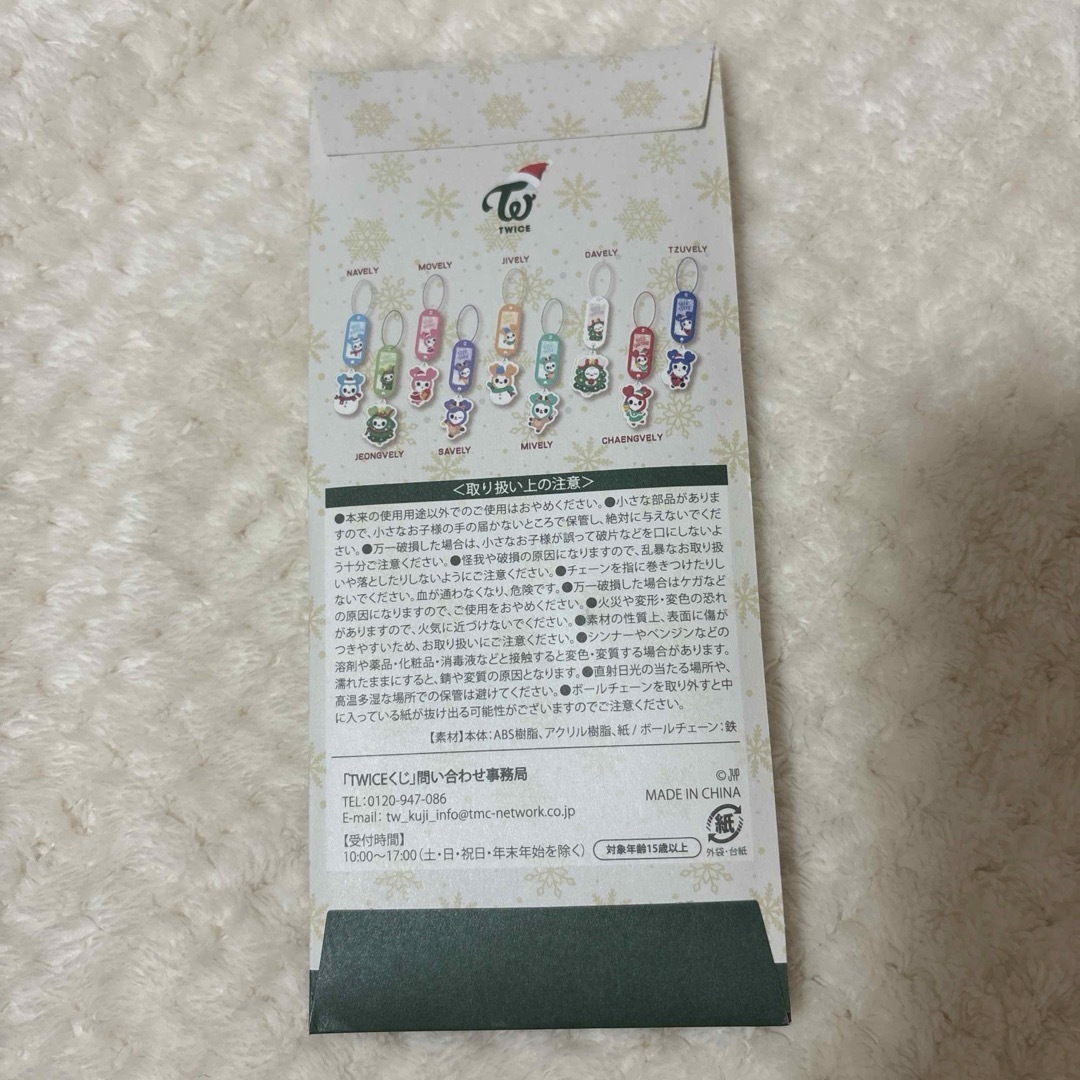 TWICE
NAVELY
MOVELY
JIVELY
DAVELY
TZUVELY
JEONGVELY
SAVELY
MIVELY
CHAENGVELY
＜取り扱い上の注意＞
●本来の使用用途以外でのご使用はおやめください。●小さな部品がありま
すので、小さなお子様の手の届かないところで保管し、絶対に与えないでくだ
さい。●万一破損した場合は、小さなお子様が誤って破片などを口にしないよ
う十分ご注意ください。●怪我や破損の原因になりますので、乱暴なお取り扱
いや落としたりしないようにご注意ください。●チェーンを指に巻きつけたりし
ないでください。血が通わなくなり、危険です。●万一破損した場合はケガなど
の原因になりますので、ご使用をおやめください。●火災や変形・変色の恐れ
がありますので、火気に近づけないでください。●素材の性質上、表面に傷が
つきやすいため、お取り扱いにご注意ください。●シンナーやベンジンなどの
溶剤や薬品・化粧品・消毒液などと接触すると変色・変質する場合があります。
濡れたままにすると、錆や変質の原因となります。●直射日光の当たる場所や、
高温多湿な場所での保管は避けてください。●ボールチェーンを取り外すと中
に入っている紙が抜け出る可能性がございますのでご注意ください。
【素材】本体：ABS樹脂、アクリル樹脂、紙 / ボールチェーン：鉄
「TWICEくじ」問い合わせ事務局
TEL：0120-947-086
E-mail： tw_kuji_info@tmc-network.co.jp
【受付時間】
10:00～17:00（土・日・祝日・年末年始を除く）
対象年齢15歳以上
© JYP
MADE IN CHINA
紙
外袋・台紙